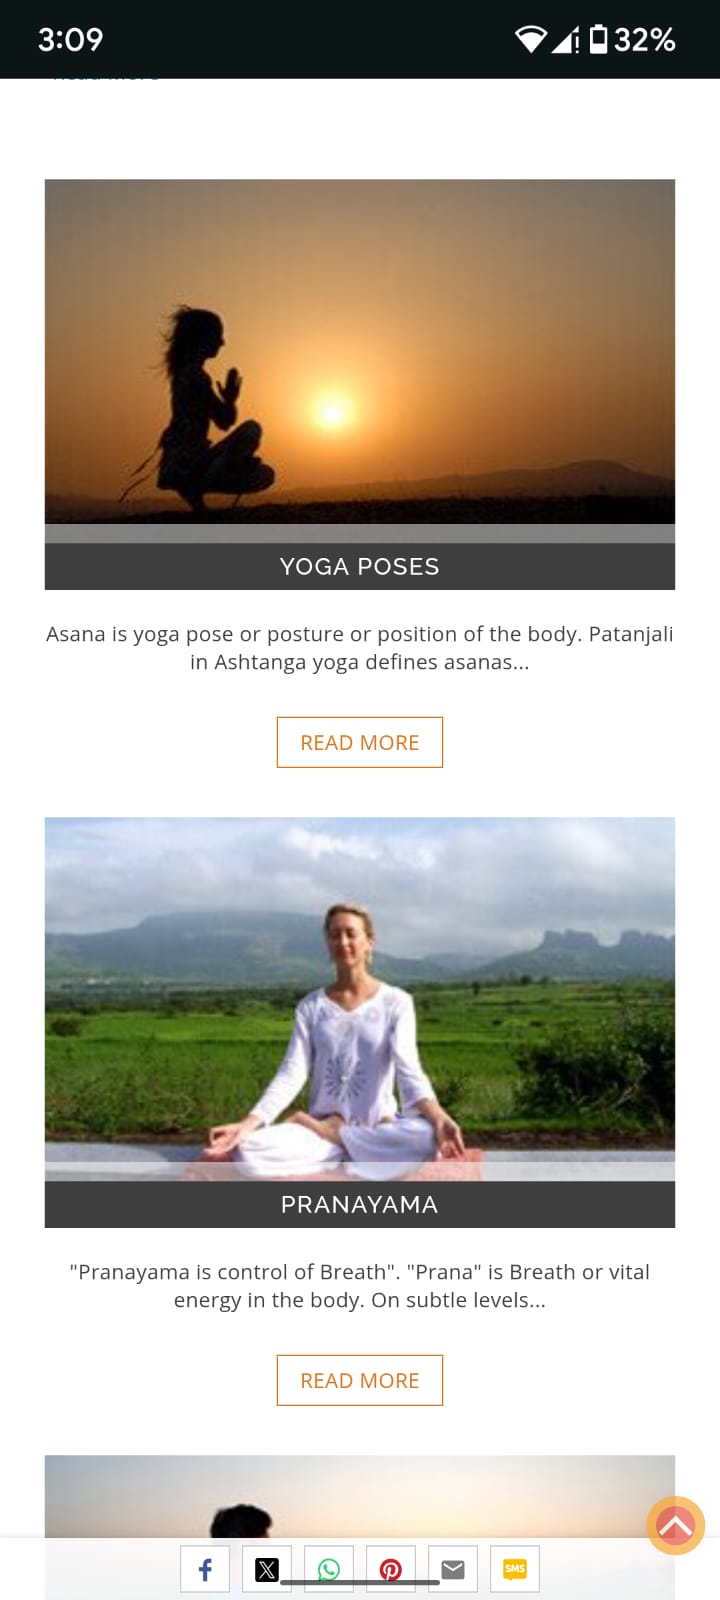 3:09
32%
YOGA POSES
Asana is yoga pose or posture or position of the body. Patanjali
in Ashtanga yoga defines asanas...
READ MORE
PRANAYAMA
"Pranayama is control of Breath". "Prana" is Breath or vital
energy in the body. On subtle levels...
READ MORE
SMS